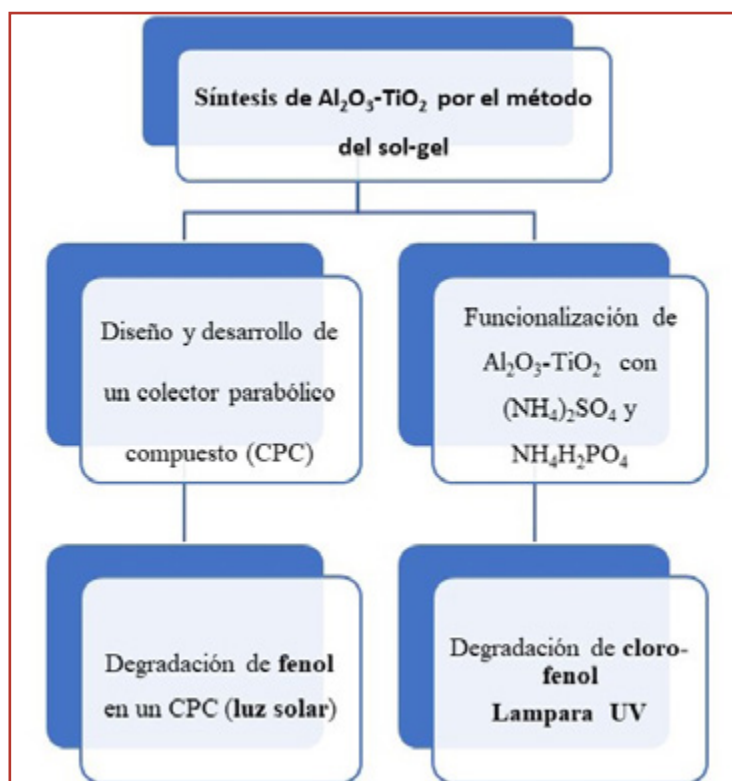 Síntesis de Al₂O₃-TiO₂ por el método
del sol-gel
Diseño y desarrollo de
un colector parabólico
compuesto (CPC)
Funcionalización de
Al₂O₃-TiO₂ con
(NH₄)₂SO₄ y
NH₄H₂PO₄
Degradación de fenol
en un CPC (luz solar)
Degradación de cloro-
fenol
Lampara UV